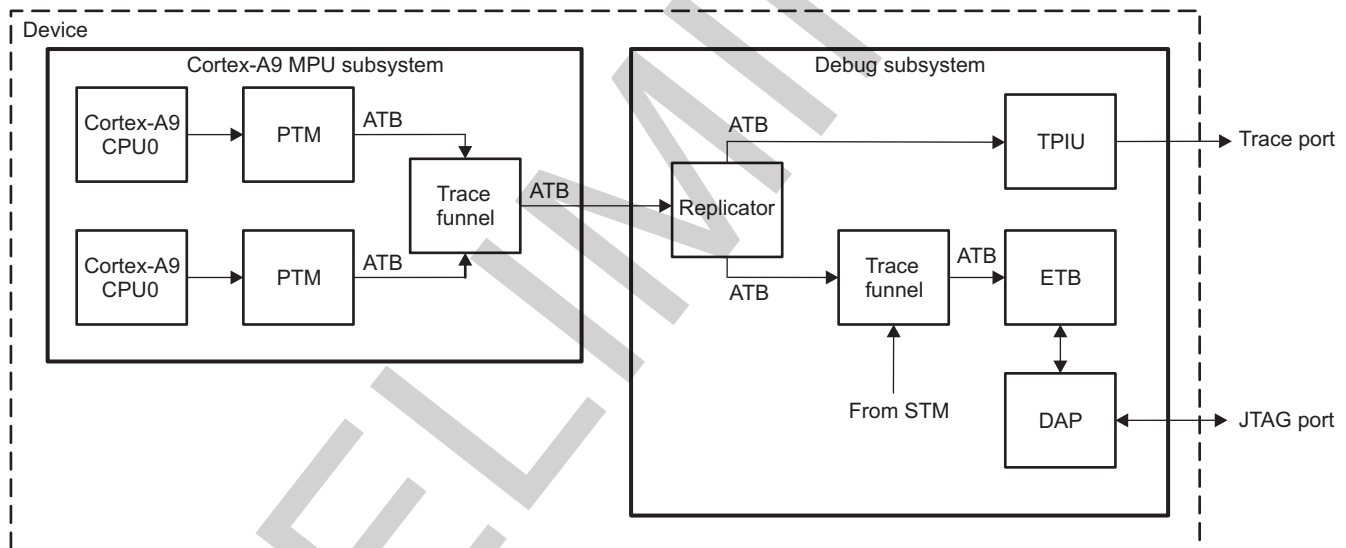 Device
Cortex-A9 MPU subsystem
Cortex-A9
CPU0
PTM
ATB
Cortex-A9
CPU0
PTM
ATB
Trace
funnel
ATB
Debug subsystem
Replicator
ATB
TPIU
Trace port
ATB
Trace
funnel
ATB
ETB
From STM
DAP
JTAG port
ELIMI